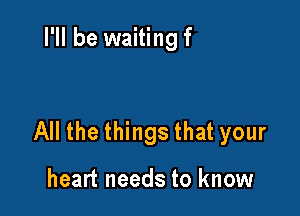 I'll be waiting f
All the things that your
heart needs to know